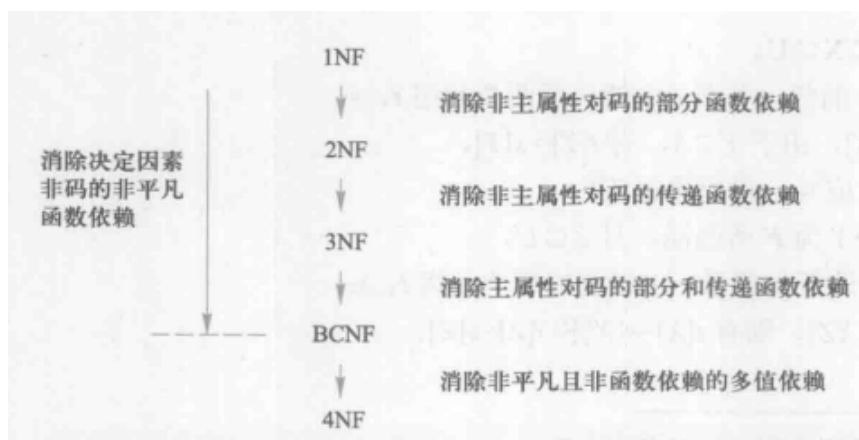 1NF
消除非主属性对码的部分函数依赖
2NF
消除决定因素
非码的非平凡
函数依赖
消除非主属性对码的传递函数依赖
3NF
消除主属性对码的部分和传递函数依赖
BCNF
消除非平凡且非函数依赖的多值依赖
4NF